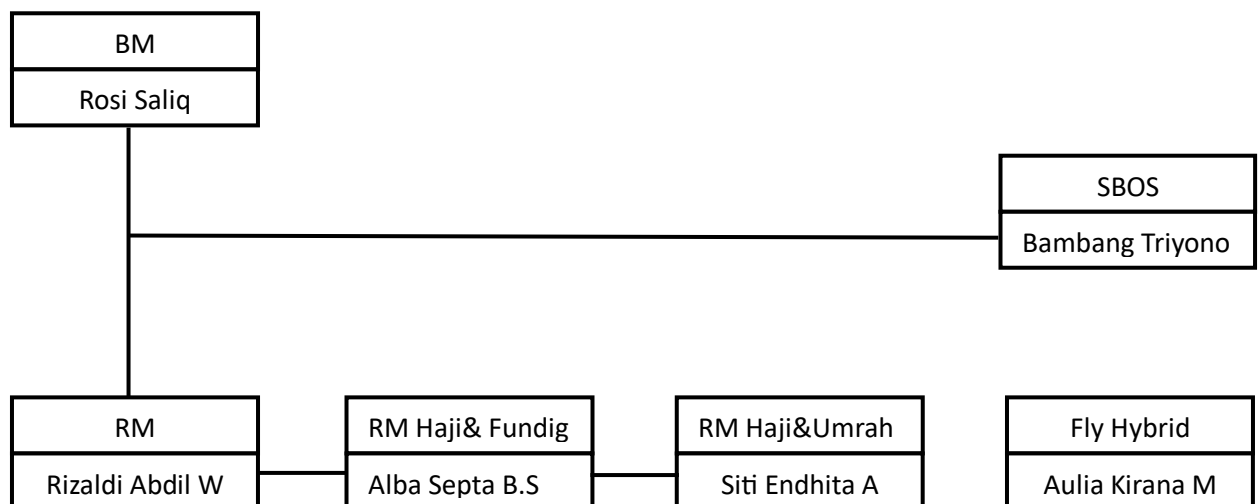 BM
Rosi Saliq
SBOS
Bambang Triyono
RM
Rizaldi Abdil W
RM Haji& Fundig
Alba Septa B.S
RM Haji&Umrah
Siti Endhita A
Fly Hybrid
Aulia Kirana M